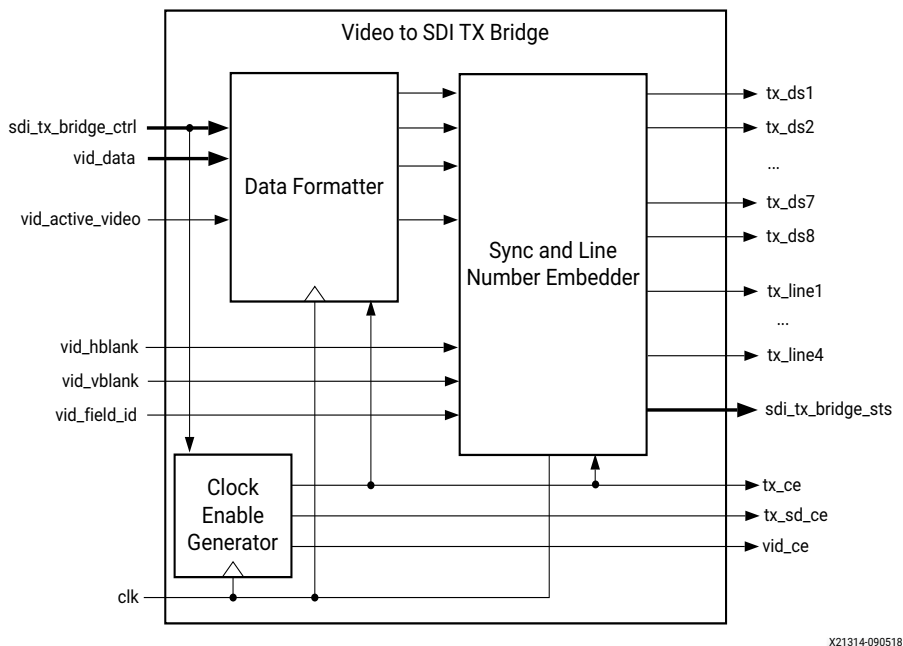 Video to SDI TX Bridge
sdi_tx_bridge_ctrl
vid_data
vid_active_video
Data Formatter
Sync and Line
Number Embedder
tx_ds1
tx_ds2
...
tx_ds7
tx_ds8
tx_line1
...
tx_line4
sdi_tx_bridge_sts
vid_hblank
vid_vblank
vid_field_id
Clock
Enable
Generator
tx_ce
tx_sd_ce
vid_ce
clk
X21314-090518